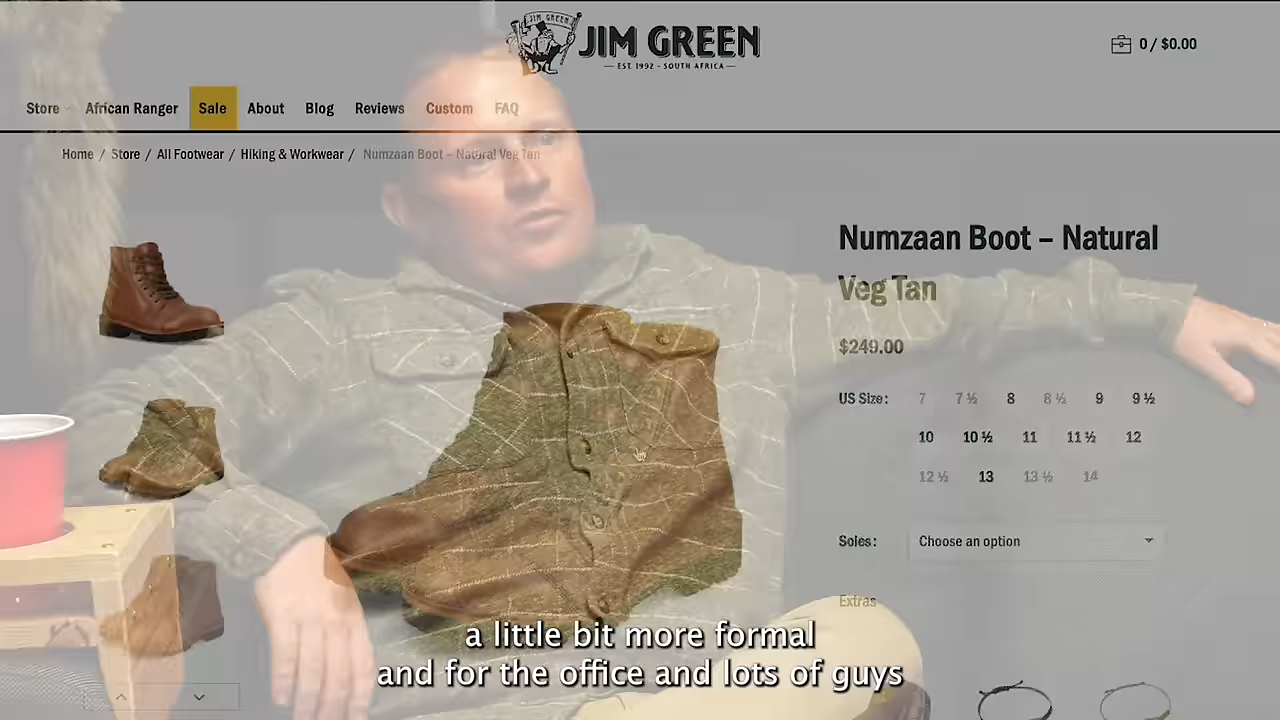 JIM GREEN
JIM GREEN
EST. 1992 - SOUTH AFRICA
0 / $0.00
Store African Ranger Sale About Blog Reviews Custom FAQ
Home / Store / All Footwear / Hiking & Workwear / Numzaan Boot – Natural Veg Tan
Numzaan Boot – Natural
Veg Tan
$249.00
US Size: 7 7 ½ 8 8 ½ 9 9 ½
10 10 ½ 11 11 ½ 12
12 ½ 13 13 ½ 14
Soles: Choose an option
Extras
a little bit more formal
and for the office and lots of guys